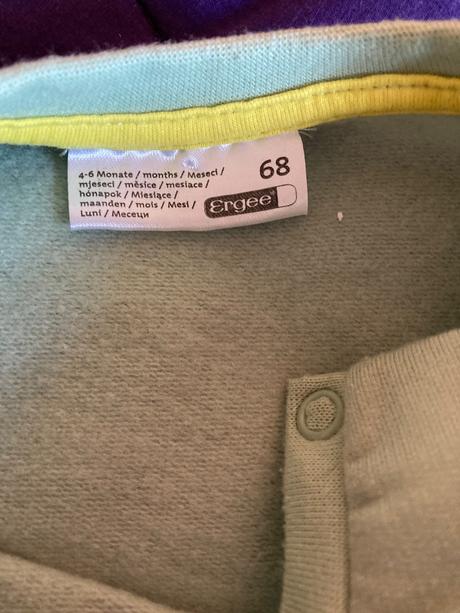 4-6 Monate / months / Meseci /
mjeseci / měsíce / mesiace /
hónapok / Miesiące /
maanden / mois / Mesi /
Luni / Месеци
68
Ergee